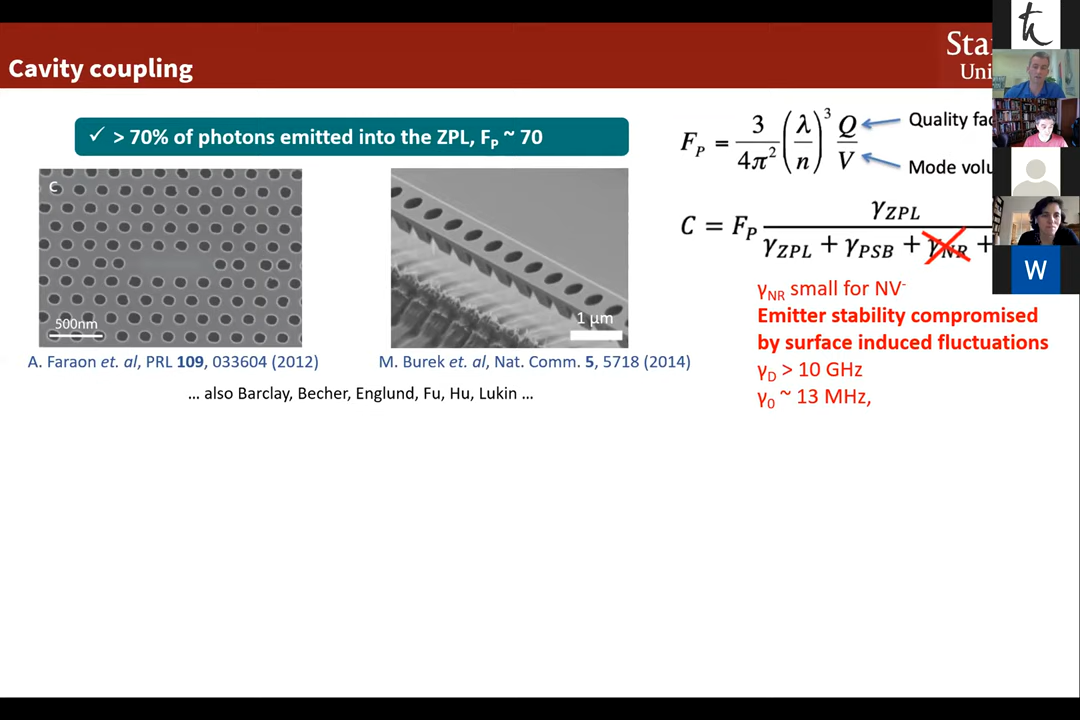 Sta
Uni
Cavity coupling
✓ > 70% of photons emitted into the ZPL, F_P ~ 70
F_P = 3/4π² (λ/n)³ Q/V
Quality fac
Mode volu
C
500nm
1 μm
C = F_P γ_ZPL / γ_ZPL + γ_PSB + γ_NR +
A. Faraon et. al, PRL 109, 033604 (2012)
M. Burek et. al, Nat. Comm. 5, 5718 (2014)
... also Barclay, Becher, Englund, Fu, Hu, Lukin ...
γ_NR small for NV⁻
Emitter stability compromised
by surface induced fluctuations
γ_D > 10 GHz
γ_0 ~ 13 MHz,
W